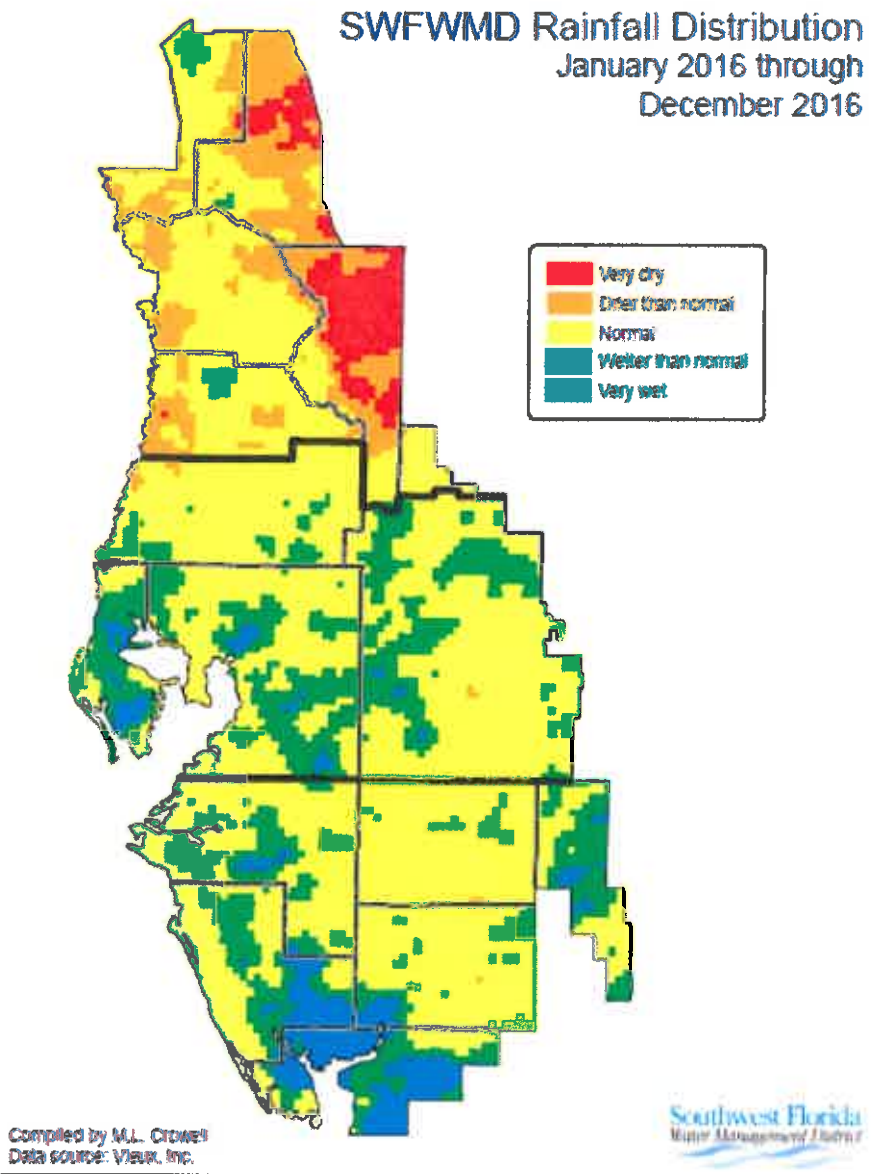 SWFWMD Rainfall Distribution
January 2016 through
December 2016
Very dry
Drier than normal
Normal
Wetter than normal
Very wet
Compiled by M.L. Crowell
Data source: Vieux, Inc.
Southwest Florida
Water Management District